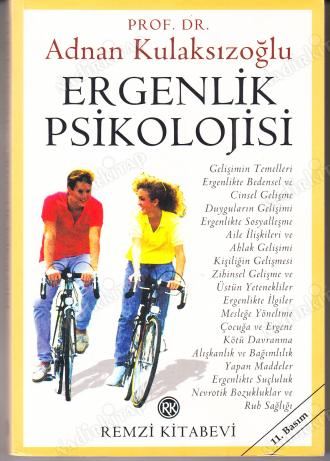 PROF. DR.
Adnan Kulaksızoğlu
ERGENLİK
PSİKOLOJİSİ
Gelişimin Temelleri
Ergenlikte Bedensel ve
Cinsel Gelişme
Duyguların Gelişimi
Ergenlikte Sosyalleşme
Aile İlişkileri ve
Ahlak Gelişimi
Kişiliğin Gelişmesi
Zihinsel Gelişme ve
Üstün Yetenekliler
Ergenlikte İlgiler
Mesleğe Yöneltme
Çocuğa ve Ergene
Kötü Davranma
Alışkanlık ve Bağımlılık
Yapan Maddeler
Ergenlikte Suçluluk
Nevrotik Bozukluklar ve
Ruh Sağlığı
RK
REMZİ KİTABEVİ
11. Basım